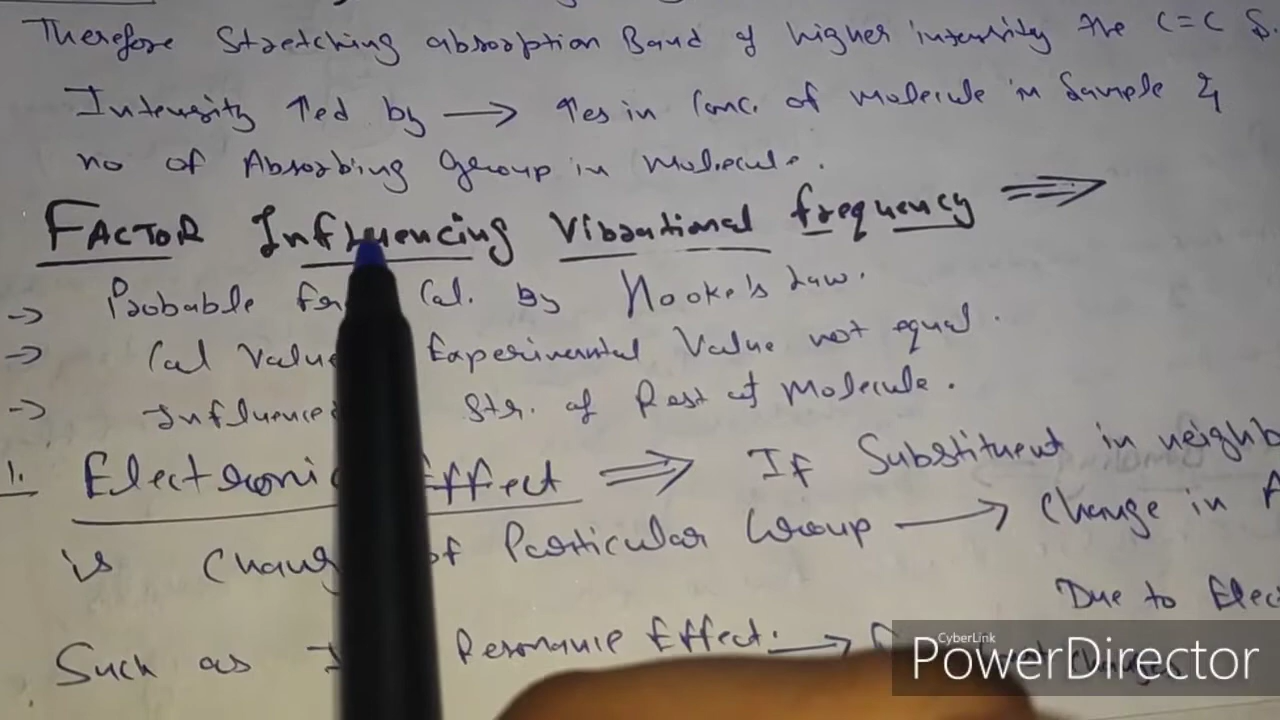 Therefore Stretching absorption Band of higher intensity the C=C S.
Intensity ↑ed by → ↑es in Conc. of molecule in Sample &
no of Absorbing group in molecule.
FACTOR Influencing Vibrational frequency ⇒
→ Probable Cal. by Hooke's Law.
→ Cal Value Experimental Value not equal.
→ Influence Str. of Rest of Molecule.
1. Electronic Effect ⇒ If Substituent in neighb
is Chang of Particular Group → Change in A
Due to Elec
Such as Resonance Effect. →
CyberLink
PowerDirector